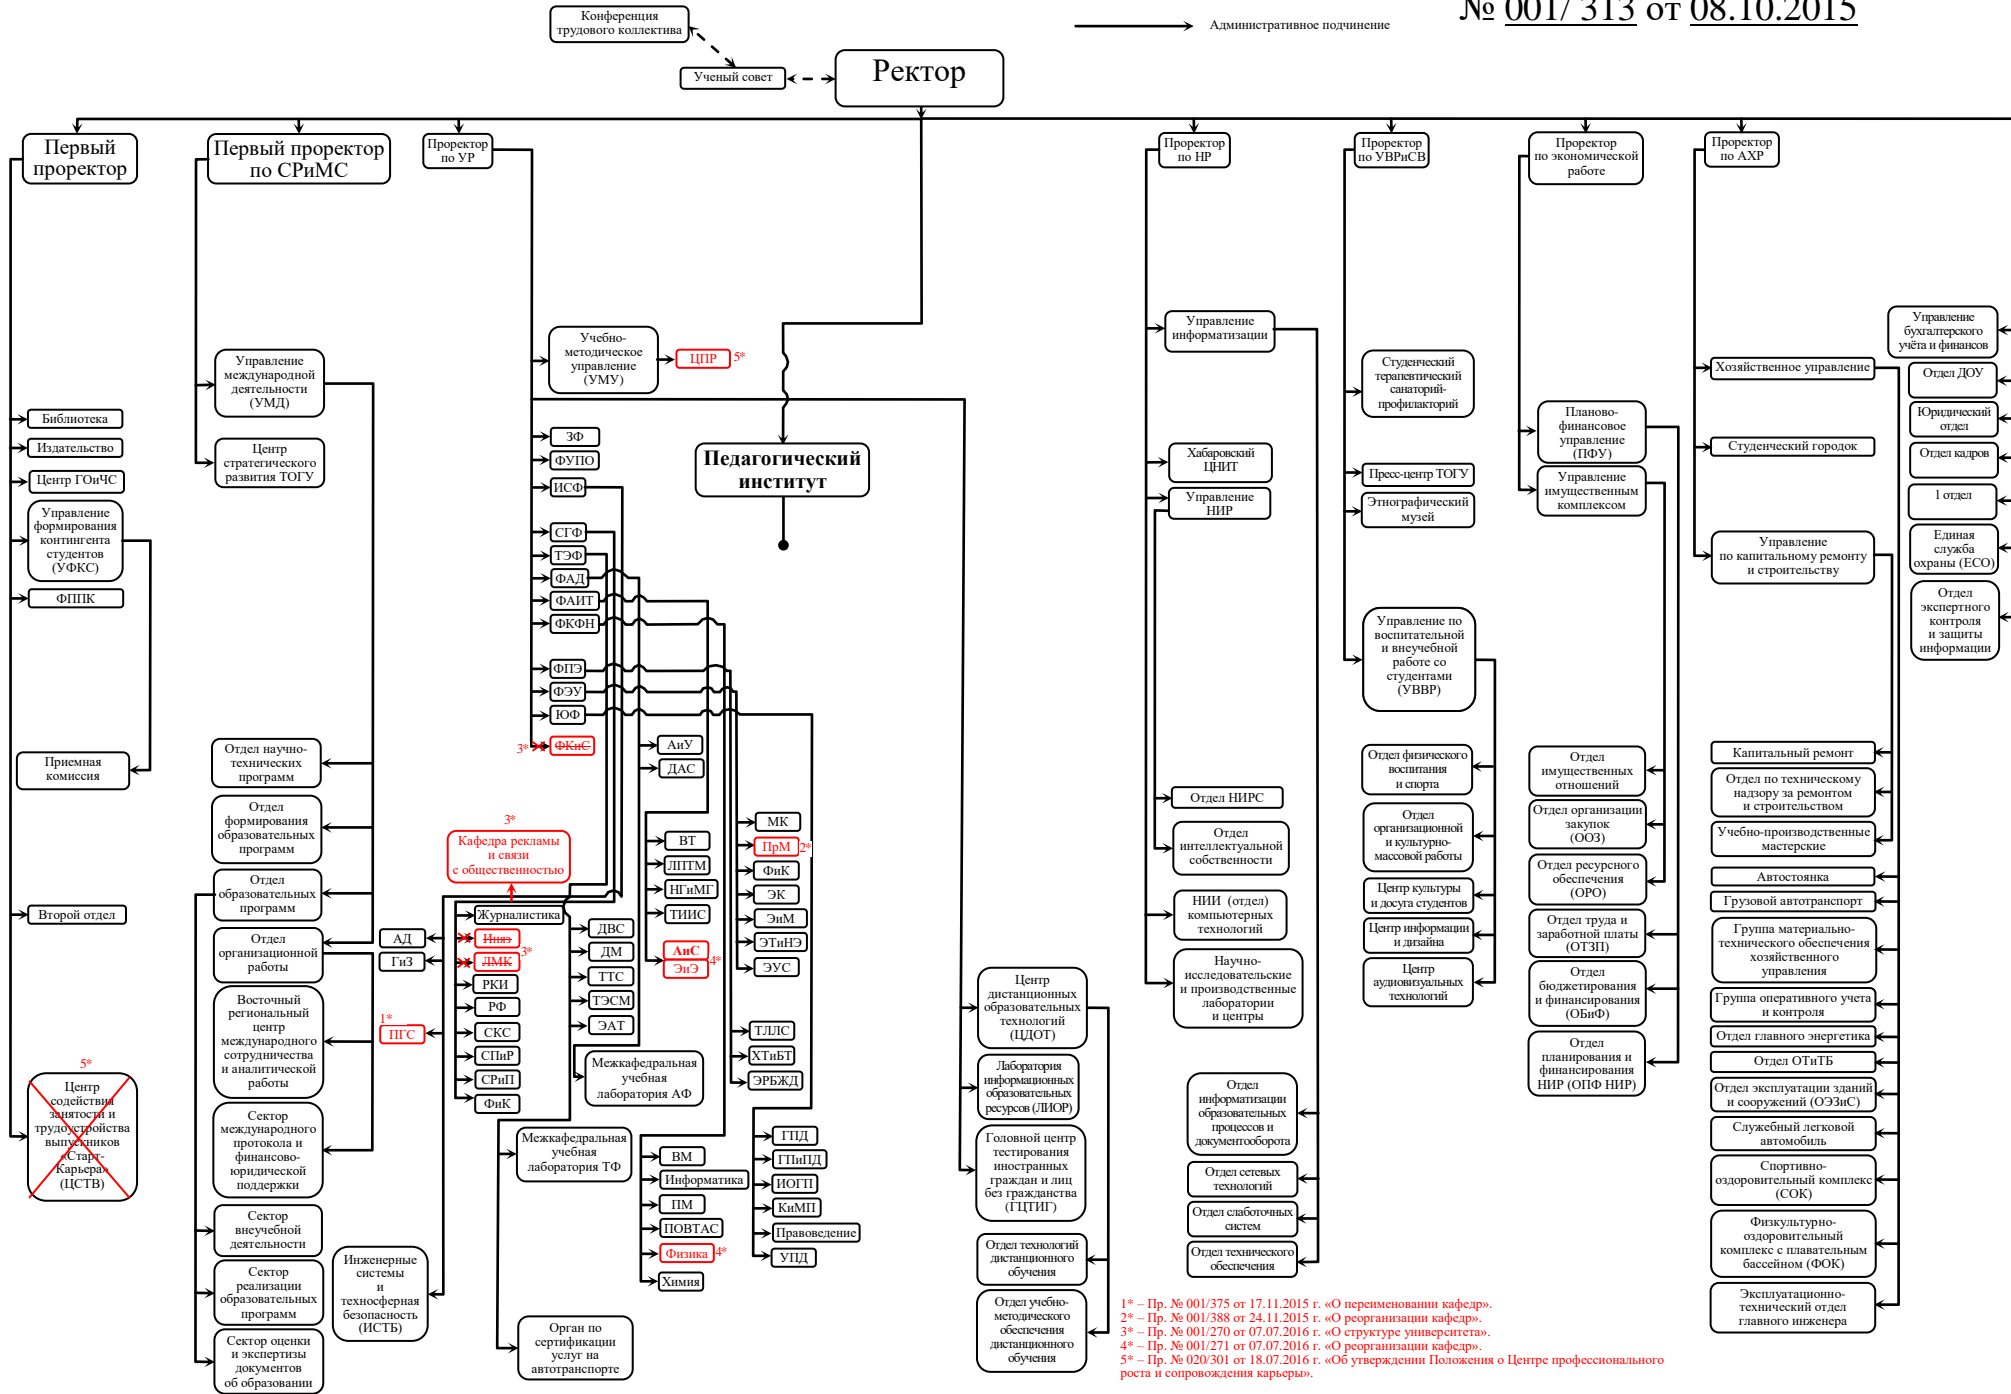 Конференция
трудового коллектива
Ученый совет
Ректор
Административное подчинение
№ 001/ 313 от 08.10.2015
Первый
проректор
Первый проректор
по СРиМС
Проректор
по УР
Проректор
по НР
Проректор
по УВРиСВ
Проректор
по экономической
работе
Проректор
по АХР
Библиотека
Издательство
Центр ГОиЧС
Управление
формирования
контингента
студентов
(УФКС)
ФППК
Приемная
комиссия
Второй отдел
5*
Центр
содействия
занятости и
трудоустройства
выпускников
«Старт-
Карьера»
(ЦСТВ)
Управление
международной
деятельности
(УМД)
Центр
стратегического
развития ТОГУ
Отдел научно-
технических
программ
Отдел
формирования
образовательных
программ
Отдел
образовательных
программ
Отдел
организационной
работы
Восточный
региональный
центр
международного
сотрудничества
и аналитической
работы
Сектор
международного
протокола и
финансово-
юридической
поддержки
Сектор
внеучебной
деятельности
Сектор
реализации
образовательных
программ
Сектор оценки
и экспертизы
документов
об образовании
Учебно-
методическое
управление
(УМУ)
ЦПР
5*
ЗФ
ФУПО
ИСФ
СГФ
ТЭФ
ФАД
ФАИТ
ФКФН
ФПЭ
ФЭУ
ЮФ
3*
ФКиС
Педагогический
институт
3*
Кафедра рекламы
и связи
с общественностью
Журналистика
Иняз
3*
ЛМК
РКИ
РФ
СКС
СПиР
СРиП
ФиК
АД
ГиЗ
1*
ПГС
Инженерные
системы
и
техносферная
безопасность
(ИСТБ)
ДВС
ДМ
ТТС
ТЭСМ
ЭАТ
Межкафедральная
учебная
лаборатория АФ
Межкафедральная
учебная
лаборатория ТФ
Орган по
сертификации
услуг на
автотранспорте
АиУ
ДАС
ВТ
ЛПТМ
НГиМГ
ТИИС
АиС
ЭиЭ
4*
МК
ПрМ
2*
ФиК
ЭК
ЭиМ
ЭТиНЭ
ЭУС
ТЛЛС
ХТиБТ
ЭРБЖД
ВМ
Информатика
ПМ
ПОВТАС
Физика
4*
Химия
ГПД
ГПиПД
ИОГП
КиМП
Правоведение
УПД
Центр
дистанционных
образовательных
технологий
(ЦДОТ)
Лаборатория
информационных
образовательных
ресурсов (ЛИОР)
Головной центр
тестирования
иностранных
граждан и лиц
без гражданства
(ГЦТИГ)
Отдел технологий
дистанционного
обучения
Отдел учебно-
методического
обеспечения
дистанционного
обучения
Управление
информатизации
Хабаровский
ЦНИТ
Управление
НИР
Отдел НИРС
Отдел
интеллектуальной
собственности
НИИ (отдел)
компьютерных
технологий
Научно-
исследовательские
и производственные
лаборатории
и центры
Отдел
информатизации
образовательных
процессов и
документооборота
Отдел сетевых
технологий
Отдел слаботочных
систем
Отдел технического
обеспечения
Студенческий
терапевтический
санаторий-
профилакторий
Пресс-центр ТОГУ
Этнографический
музей
Управление по
воспитательной
и внеучебной
работе со
студентами
(УВВР)
Отдел физического
воспитания
и спорта
Отдел
организационной
и культурно-
массовой работы
Центр культуры
и досуга студентов
Центр информации
и дизайна
Центр
аудиовизуальных
технологий
Планово-
финансовое
управление
(ПФУ)
Управление
имущественным
комплексом
Отдел
имущественных
отношений
Отдел организации
закупок
(ООЗ)
Отдел ресурсного
обеспечения
(ОРО)
Отдел труда и
заработной платы
(ОТЗП)
Отдел
бюджетирования
и финансирования
(ОБиФ)
Отдел
планирования и
финансирования
НИР (ОПФ НИР)
Хозяйственное управление
Студенческий городок
Управление
по капитальному ремонту
и строительству
Капитальный ремонт
Отдел по техническому
надзору за ремонтом
и строительством
Учебно-производственные
мастерские
Автостоянка
Грузовой автотранспорт
Группа материально-
технического обеспечения
хозяйственного
управления
Группа оперативного учета
и контроля
Отдел главного энергетика
Отдел ОТиТБ
Отдел эксплуатации зданий
и сооружений (ОЭЗиС)
Служебный легковой
автомобиль
Спортивно-
оздоровительный комплекс
(СОК)
Физкультурно-
оздоровительный
комплекс с плавательным
бассейном (ФОК)
Эксплуатационно-
технический отдел
главного инженера
Управление
бухгалтерского
учёта и финансов
Отдел ДОУ
Юридический
отдел
Отдел кадров
1 отдел
Единая
служба
охраны (ЕСО)
Отдел
экспертного
контроля
и защиты
информации
1* – Пр. № 001/375 от 17.11.2015 г. «О переименовании кафедр».
2* – Пр. № 001/388 от 24.11.2015 г. «О реорганизации кафедр».
3* – Пр. № 001/270 от 07.07.2016 г. «О структуре университета».
4* – Пр. № 001/271 от 07.07.2016 г. «О реорганизации кафедр».
5* – Пр. № 020/301 от 18.07.2016 г. «Об утверждении Положения о Центре профессионального
роста и сопровождения карьеры».